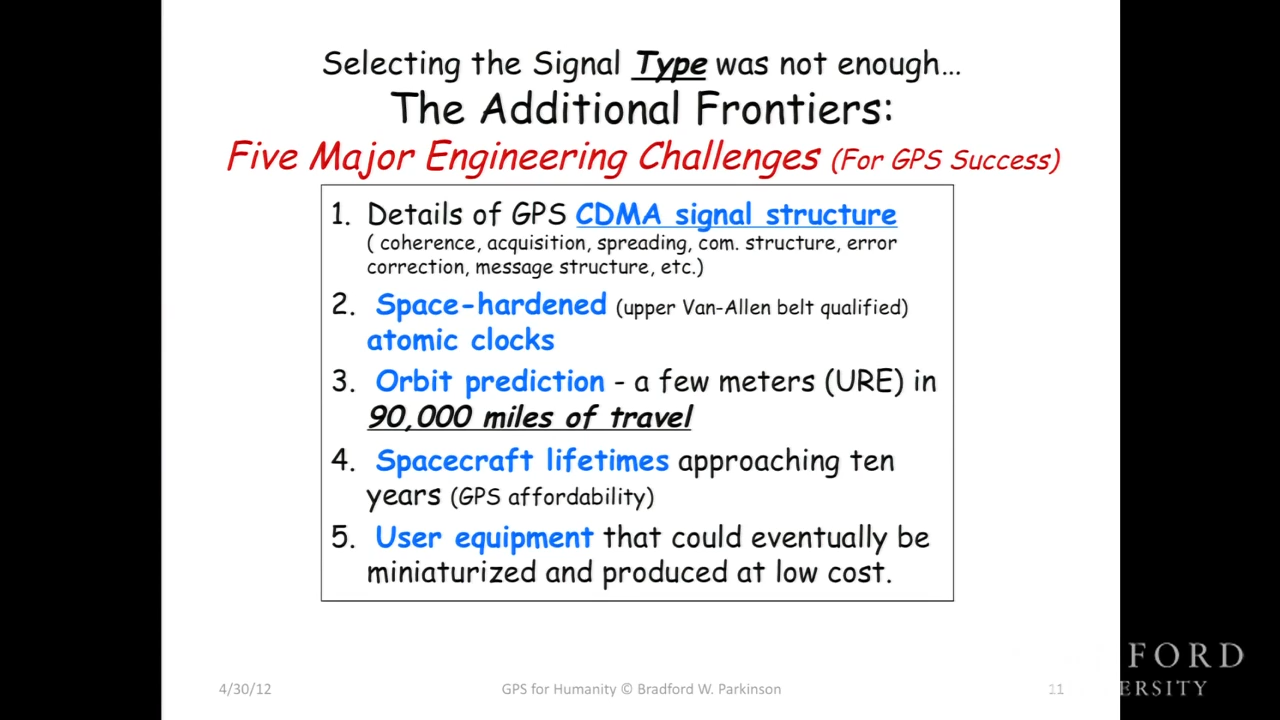 Selecting the Signal Type was not enough…
The Additional Frontiers:
Five Major Engineering Challenges (For GPS Success)
1. Details of GPS CDMA signal structure
( coherence, acquisition, spreading, com. structure, error
correction, message structure, etc.)
2. Space-hardened (upper Van-Allen belt qualified)
atomic clocks
3. Orbit prediction - a few meters (URE) in
90,000 miles of travel
4. Spacecraft lifetimes approaching ten
years (GPS affordability)
5. User equipment that could eventually be
miniaturized and produced at low cost.
4/30/12
GPS for Humanity © Bradford W. Parkinson
11
FORD
ERSITY